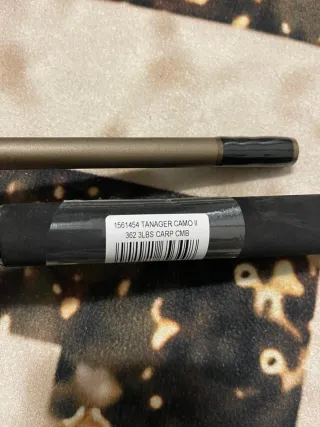 1561454 TANAGER CAMO II
362 3LBS CARP CMB